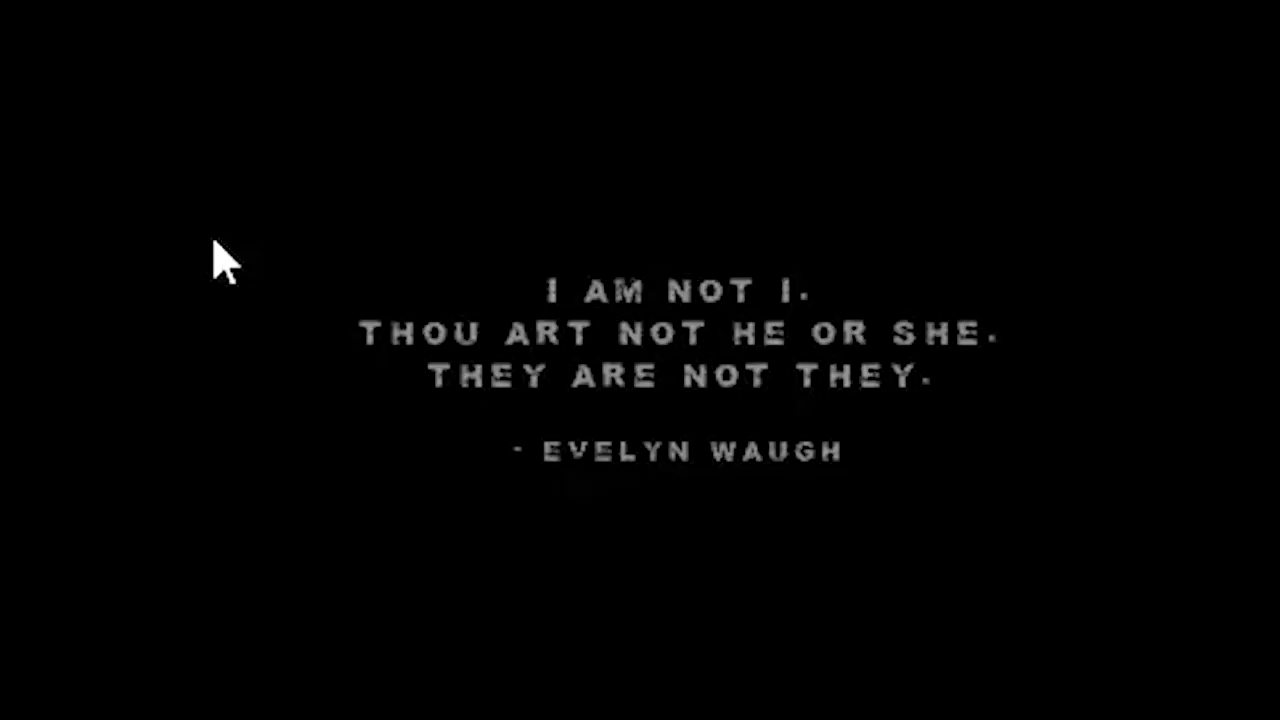 I AM NOT I.
THOU ART NOT HE OR SHE.
THEY ARE NOT THEY.
- EVELYN WAUGH